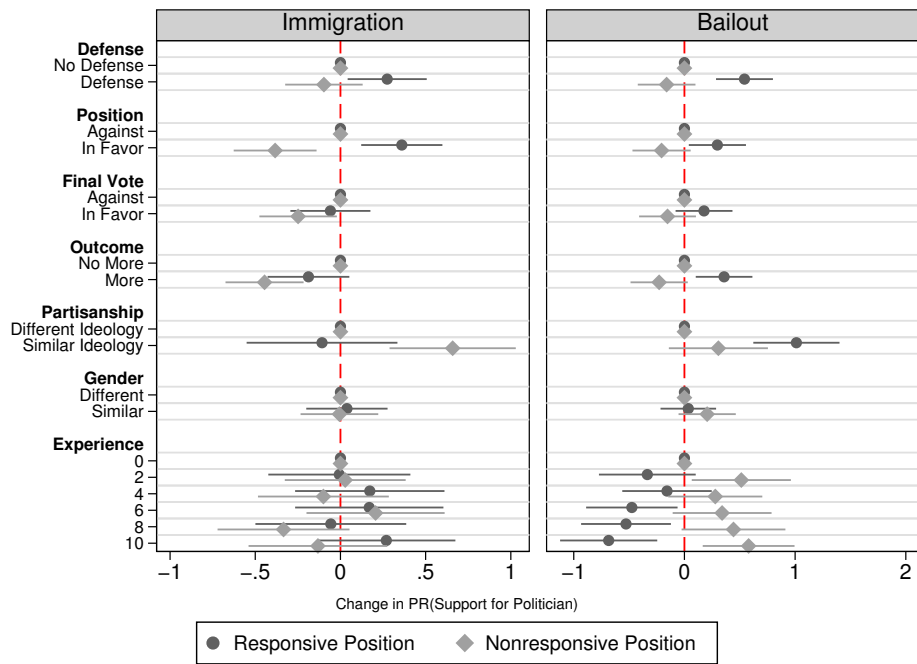 Immigration Bailout
Defense
No Defense
Defense
Position
Against
In Favor
Final Vote
Against
In Favor
Outcome
No More
More
Partisanship
Different Ideology
Similar Ideology
Gender
Different
Similar
Experience
0
2
4
6
8
10
−1 −.5 0 .5 1 −1 0 1 2
Change in PR(Support for Politician)
Responsive Position Nonresponsive Position